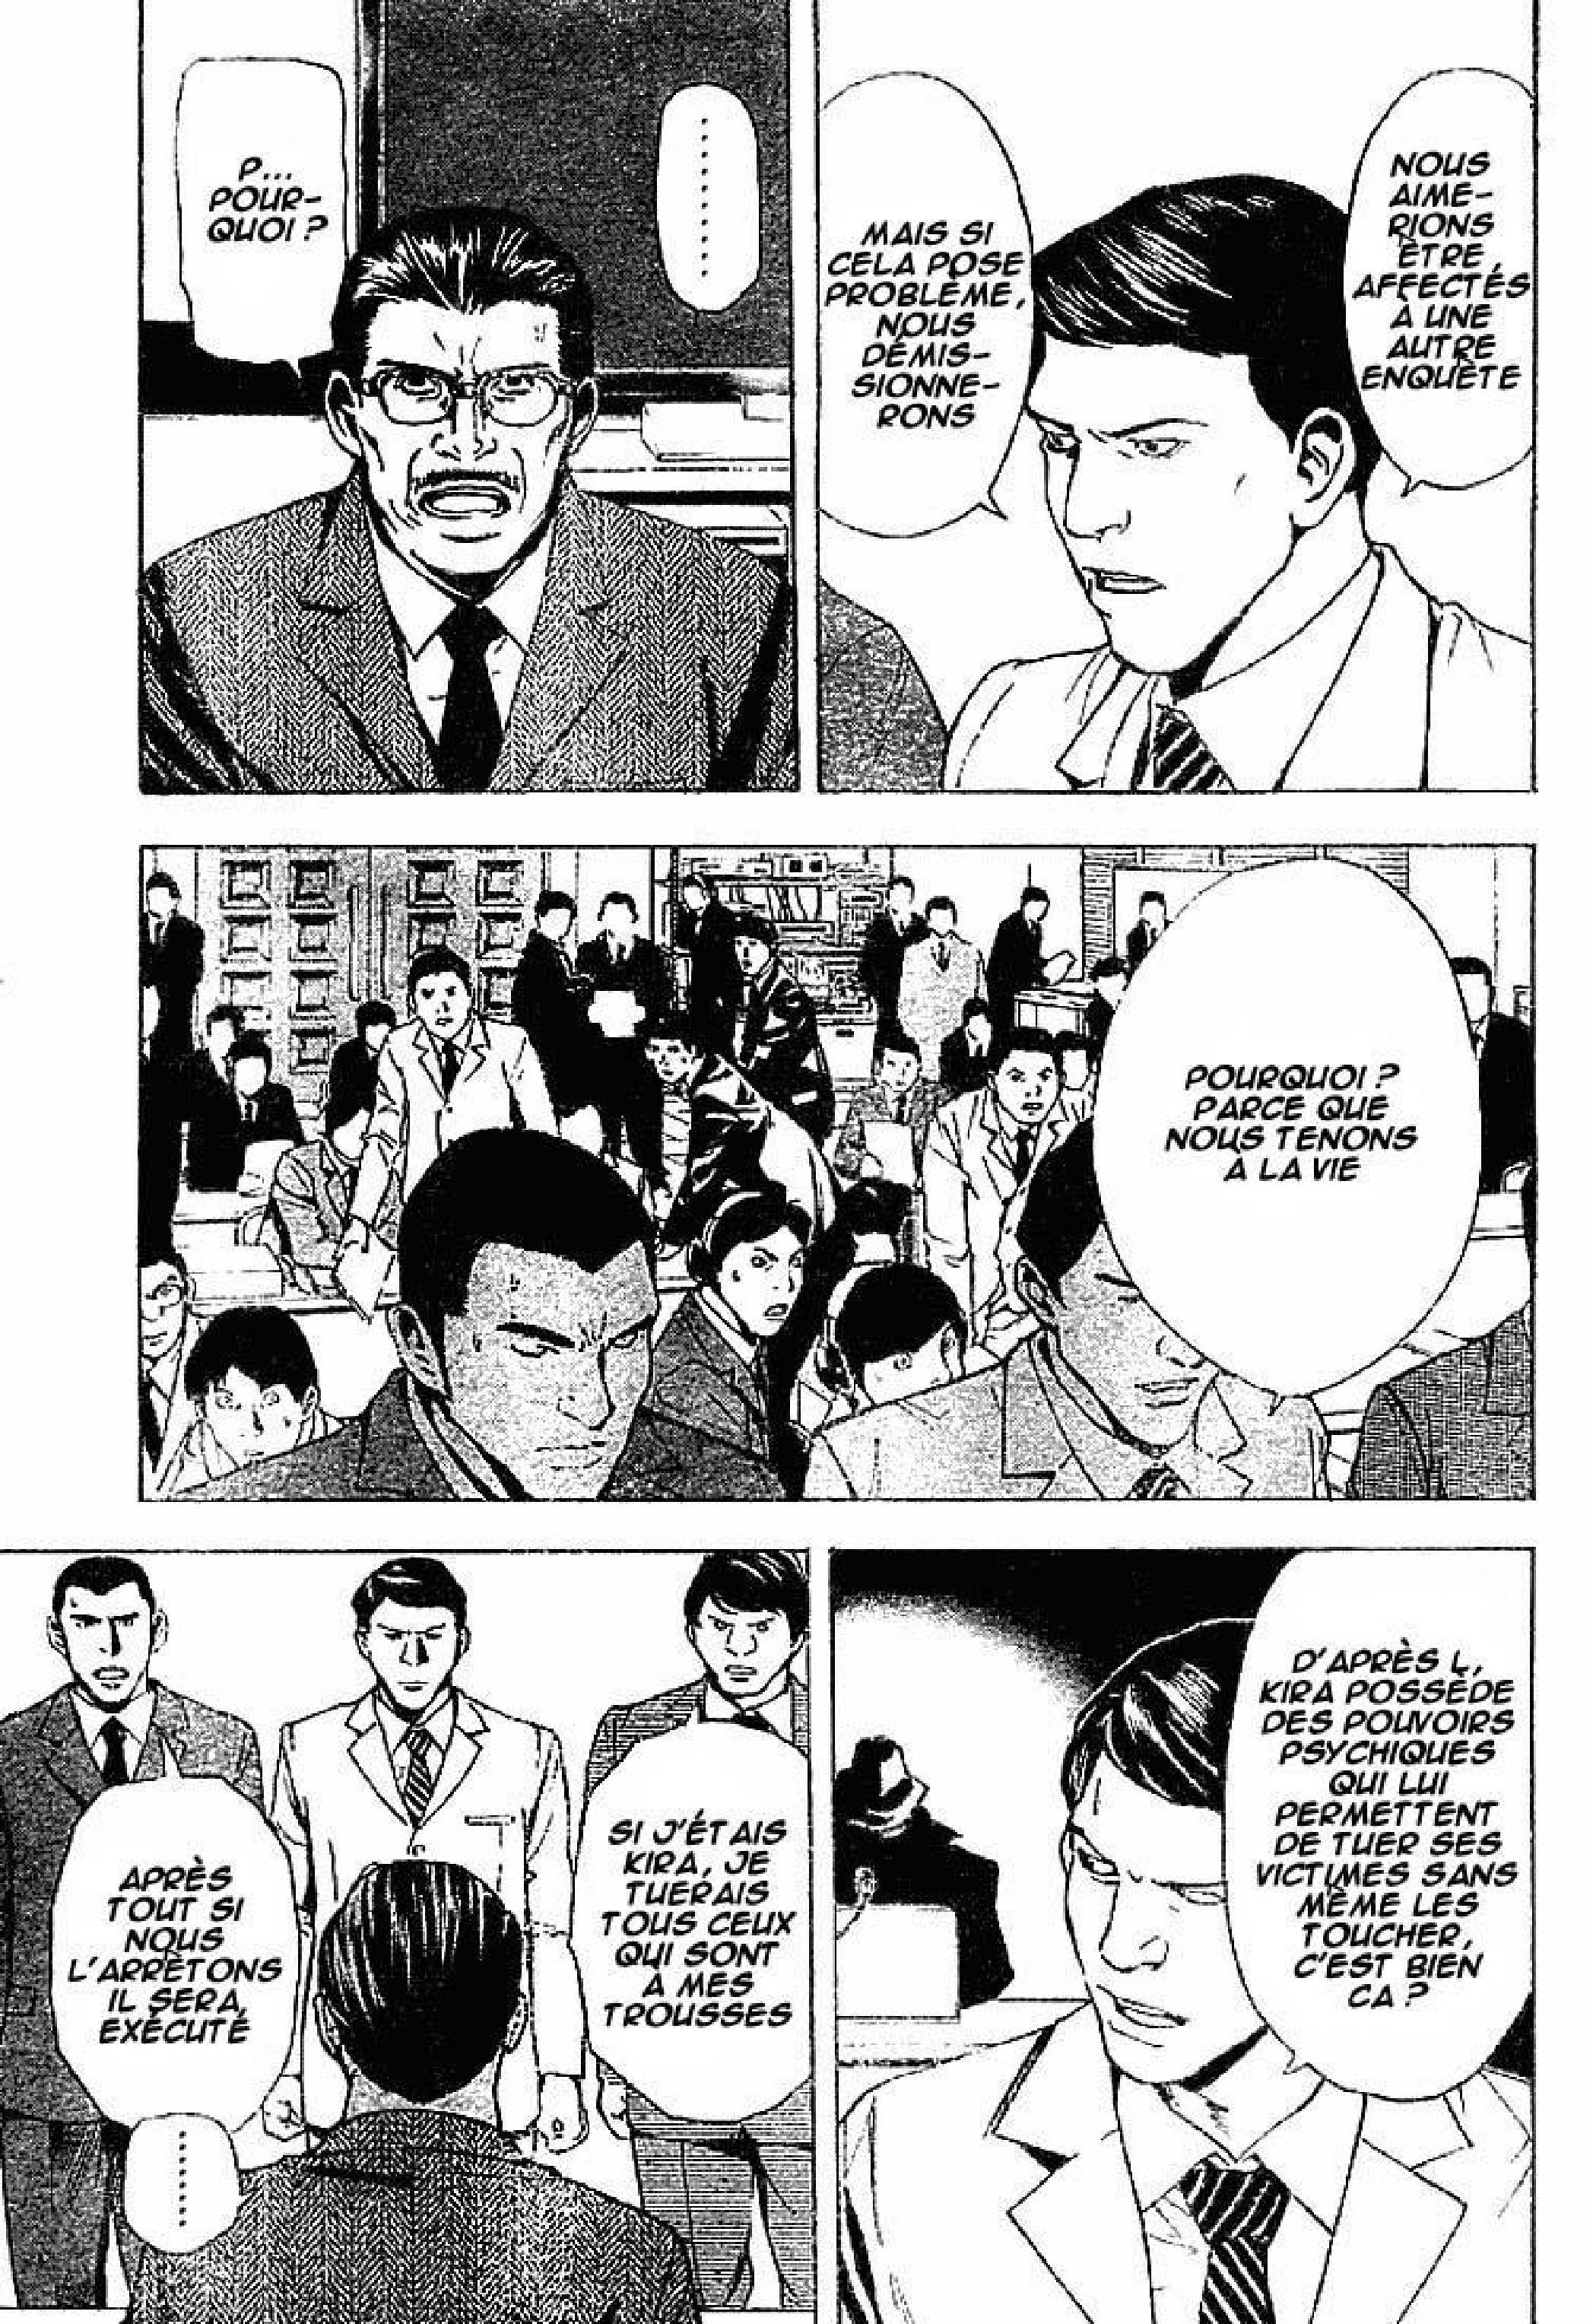 NOUS
AIME-
RIONS
ÊTRE
AFFECTÉS
À UNE
AUTRE
ENQUÊTE
MAIS SI
CELA POSE
PROBLÈME,
NOUS
DÉMIS-
SIONNE-
RONS
.........
P...
POUR-
QUOI ?
POURQUOI ?
PARCE QUE
NOUS TENONS
À LA VIE
D'APRÈS L,
KIRA POSSÈDE
DES POUVOIRS
PSYCHIQUES
QUI LUI
PERMETTENT
DE TUER SES
VICTIMES SANS
MÊME LES
TOUCHER,
C'EST BIEN
CA ?
SI J'ÉTAIS
KIRA, JE
TUERAIS
TOUS CEUX
QUI SONT
À MES
TROUSSES
APRÈS
TOUT SI
NOUS
L'ARRÊTONS
IL SERA
EXÉCUTÉ
........